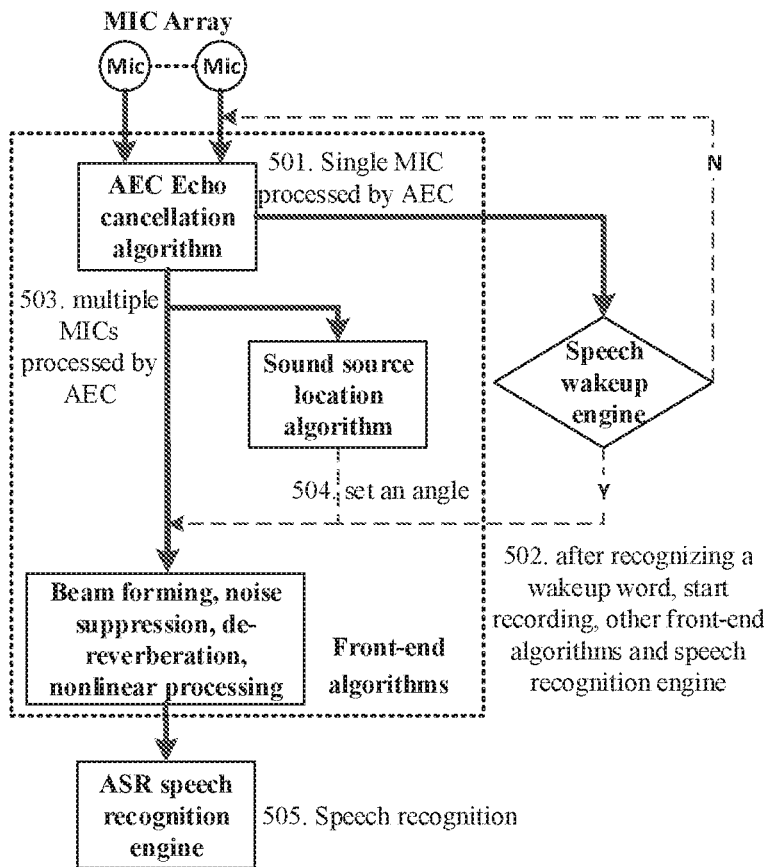 MIC Array
Mic
Mic
N
501. Single MIC
processed by AEC
AEC Echo
cancellation
algorithm
503. multiple
MICs
processed by
AEC
Sound source
location
algorithm
Speech
wakeup
engine
504. set an angle
Y
502. after recognizing a
wakeup word, start
recording, other front-end
algorithms and speech
recognition engine
Beam forming, noise
suppression, de-
reverberation,
nonlinear processing
Front-end
algorithms
ASR speech
recognition
engine
505. Speech recognition